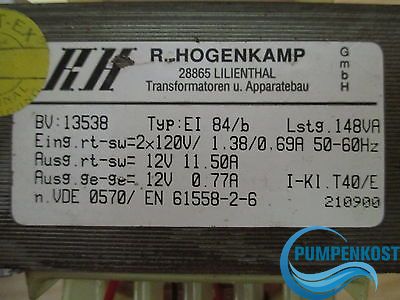 RHK
R. HOGENKAMP
GmbH
28865 LILIENTHAL
Transformatoren u. Apparatebau
BV:13538 Typ:EI 84/b Lstg.148VA
Eing.rt-sw=2x120V/ 1.38/0.69A 50-60Hz
Ausg.rt-sw= 12V 11.50A
Ausg.ge-ge= 12V 0.77A I-Kl.T40/E
n.VDE 0570/ EN 61558-2-6 210900
PUMPENKOST